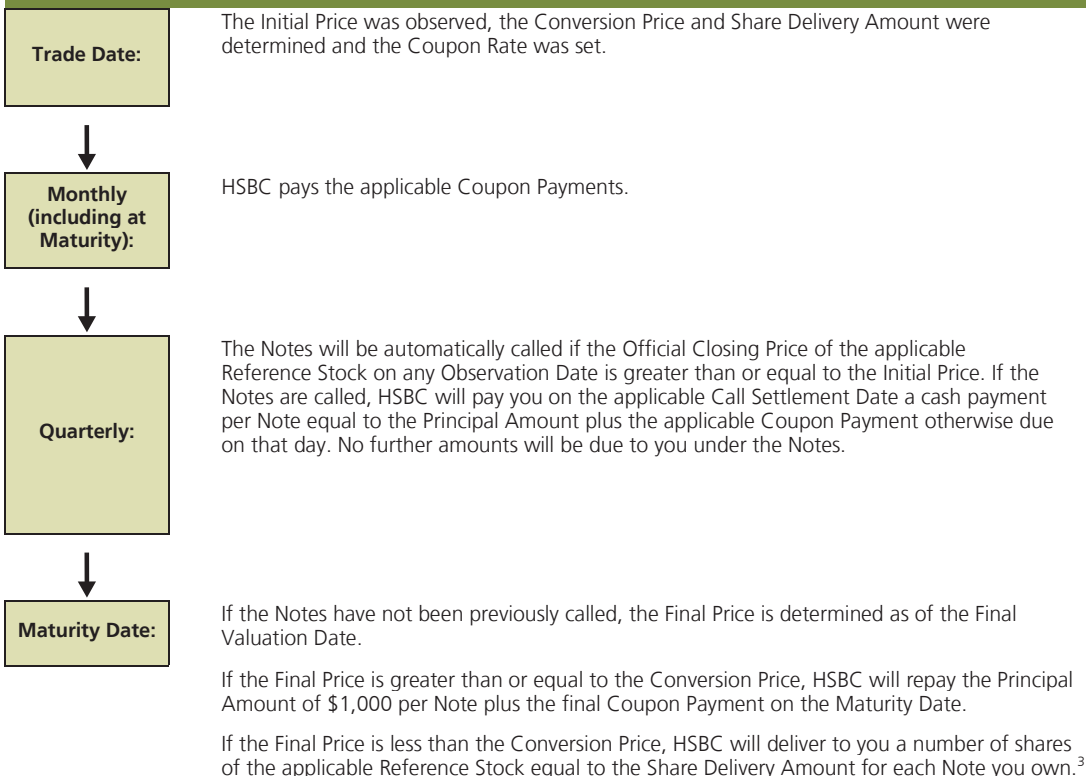 Trade Date:
The Initial Price was observed, the Conversion Price and Share Delivery Amount were
determined and the Coupon Rate was set.
Monthly
(including at
Maturity):
HSBC pays the applicable Coupon Payments.
Quarterly:
The Notes will be automatically called if the Official Closing Price of the applicable
Reference Stock on any Observation Date is greater than or equal to the Initial Price. If the
Notes are called, HSBC will pay you on the applicable Call Settlement Date a cash payment
per Note equal to the Principal Amount plus the applicable Coupon Payment otherwise due
on that day. No further amounts will be due to you under the Notes.
Maturity Date:
If the Notes have not been previously called, the Final Price is determined as of the Final
Valuation Date.
If the Final Price is greater than or equal to the Conversion Price, HSBC will repay the Principal
Amount of $1,000 per Note plus the final Coupon Payment on the Maturity Date.
If the Final Price is less than the Conversion Price, HSBC will deliver to you a number of shares
of the applicable Reference Stock equal to the Share Delivery Amount for each Note you own.3